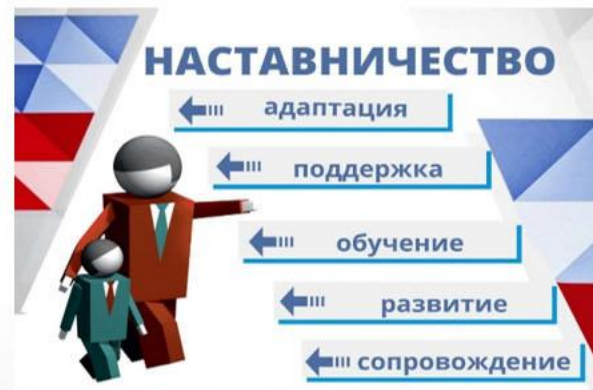 НАСТАВНИЧЕСТВО
адаптация
поддержка
обучение
развитие
сопровождение